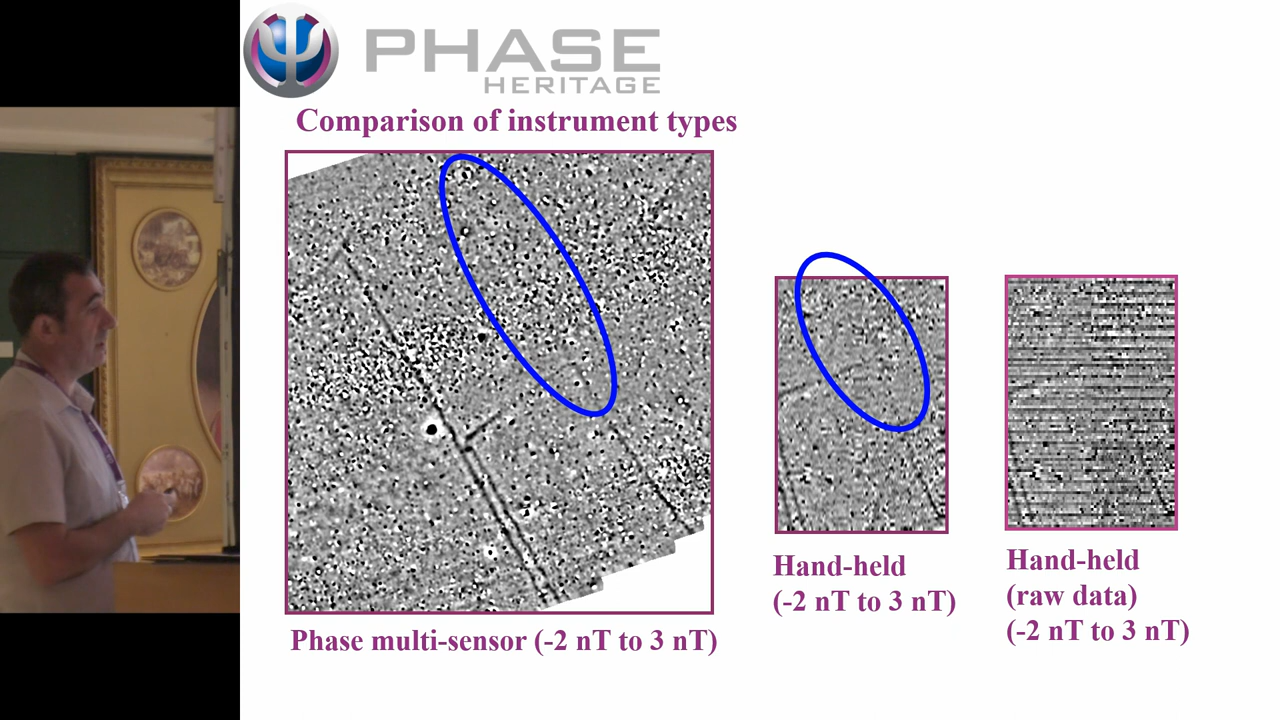 PHASE
HERITAGE
Comparison of instrument types
Phase multi-sensor (-2 nT to 3 nT)
Hand-held
(-2 nT to 3 nT)
Hand-held
(raw data)
(-2 nT to 3 nT)